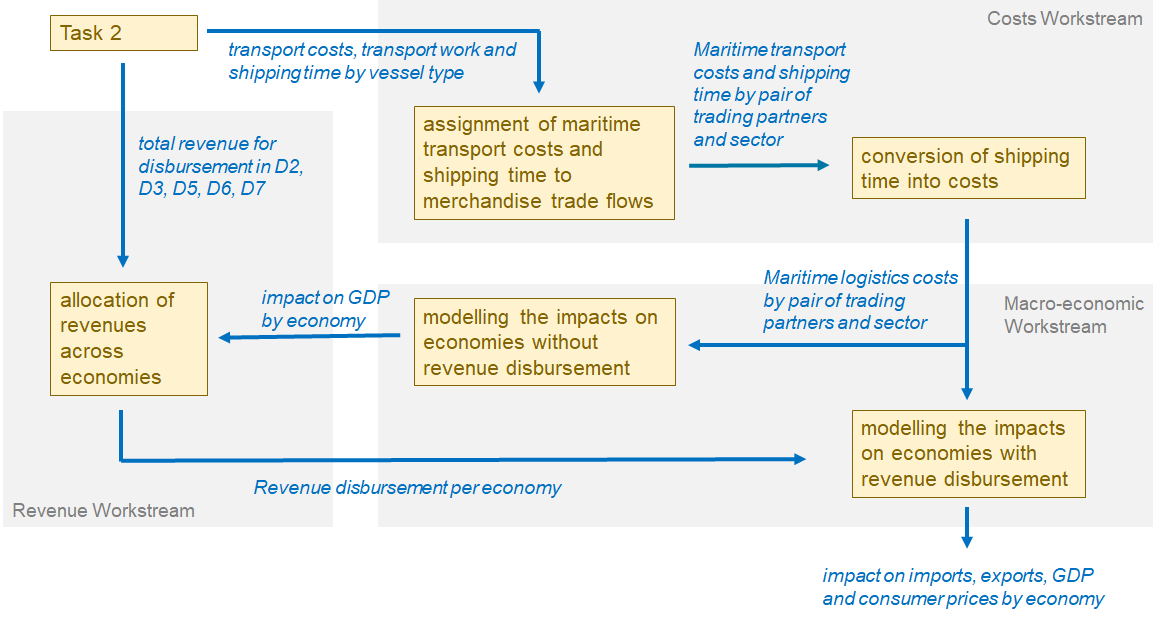 Costs Workstream
Task 2
transport costs, transport work and
shipping time by vessel type
Maritime transport
costs and shipping
time by pair of
trading partners
and sector
assignment of maritime
transport costs and
shipping time to
merchandise trade flows
total revenue for
disbursement in D2,
D3, D5, D6, D7
conversion of shipping
time into costs
Maritime logistics costs
by pair of trading
partners and sector
Macro-economic
Workstream
allocation of
revenues
across
economies
impact on GDP
by economy
modelling the impacts on
economies without
revenue disbursement
modelling the impacts
on economies with
revenue disbursement
Revenue disbursement per economy
Revenue Workstream
impact on imports, exports, GDP
and consumer prices by economy